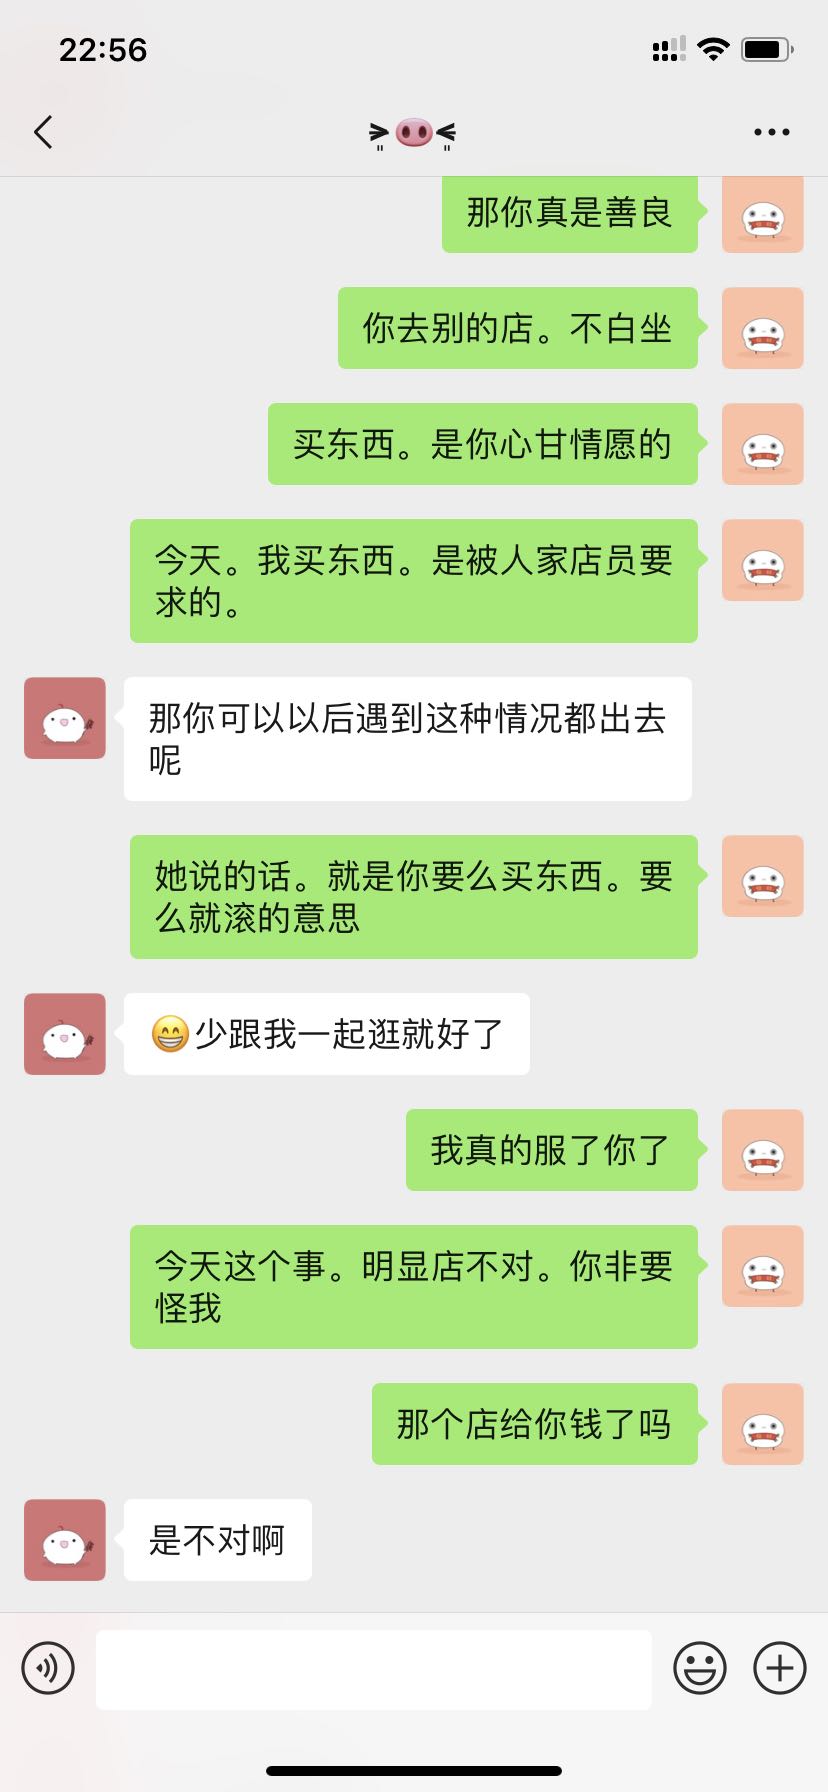 22:56
那你真是善良
你去别的店。不白坐
买东西。是你心甘情愿的
今天。我买东西。是被人家店员要
求的。
那你可以以后遇到这种情况都出去
呢
她说的话。就是你要么买东西。要
么就滚的意思
😁少跟我一起逛就好了
我真的服了你了
今天这个事。明显店不对。你非要
怪我
那个店给你钱了吗
是不对啊